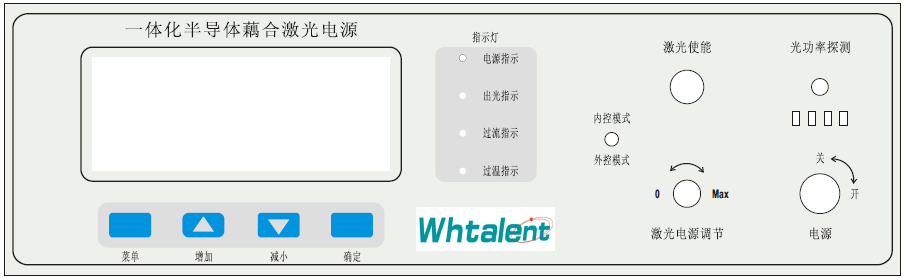 一体化半导体藕合激光电源
指示灯
电源指示
出光指示
过流指示
过温指示
激光使能
光功率探测
内控模式
外控模式
关
开
0
Max
激光电源调节
电源
菜单
增加
减小
确定
Whtalent